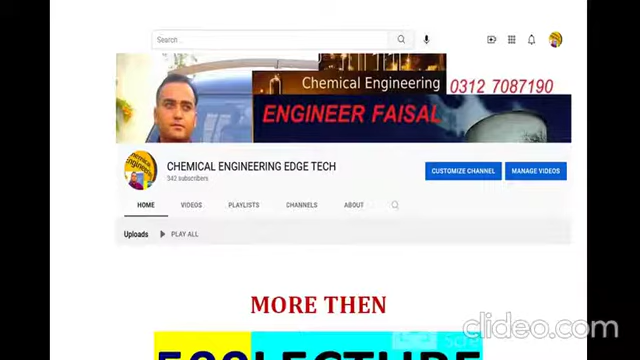 Search...
Chemical Engineering
0312 7087190
ENGINEER FAISAL
CHEMICAL ENGINEERING EDGE TECH
342 subscribers
CUSTOMIZE CHANNEL
MANAGE VIDEOS
HOME
VIDEOS
PLAYLISTS
CHANNELS
ABOUT
Uploads
PLAY ALL
MORE THEN
clideo.com
LECTURE